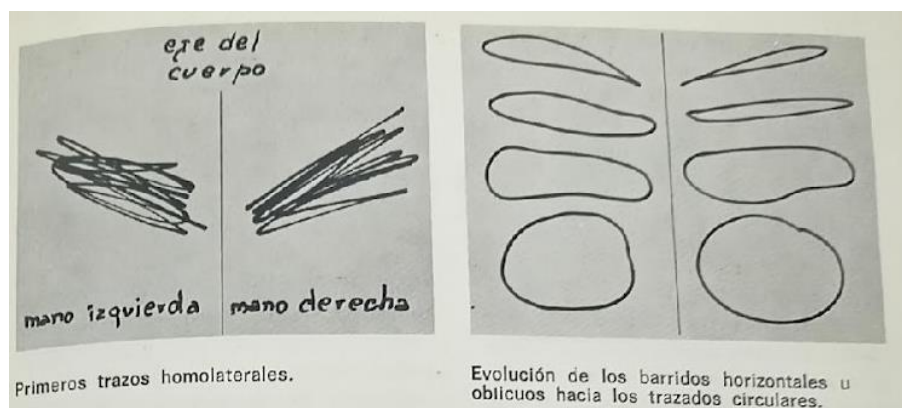 eje del
cuerpo
mano izquierda
mano derecha
Primeros trazos homolaterales.
Evolución de los barridos horizontales u
oblicuos hacia los trazados circulares.